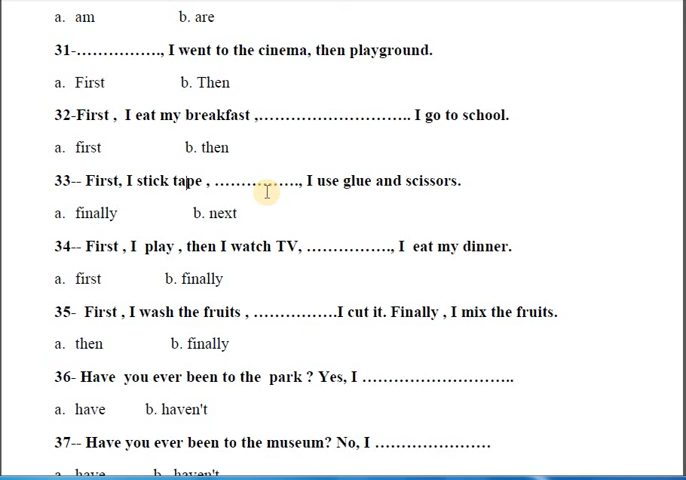 a. am b. are
31-................, I went to the cinema, then playground.
a. First b. Then
32-First , I eat my breakfast ,............................. I go to school.
a. first b. then
33-- First, I stick tape , ................, I use glue and scissors.
a. finally b. next
34-- First , I play , then I watch TV, ................, I eat my dinner.
a. first b. finally
35- First , I wash the fruits , ................I cut it. Finally , I mix the fruits.
a. then b. finally
36- Have you ever been to the park ? Yes, I .............................
a. have b. haven't
37-- Have you ever been to the museum? No, I ......................
a. have b. haven't